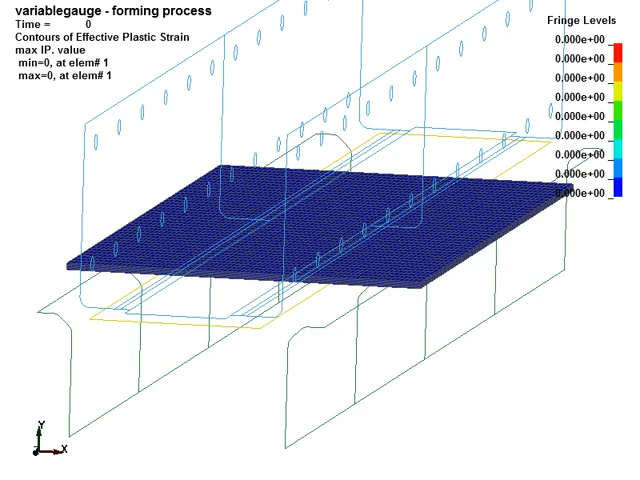 variablegauge - forming process
Time = 0
Contours of Effective Plastic Strain
max IP. value
min=0, at elem# 1
max=0, at elem# 1
Fringe Levels
0.000e+00
0.000e+00
0.000e+00
0.000e+00
0.000e+00
0.000e+00
0.000e+00
0.000e+00
0.000e+00
Y
X